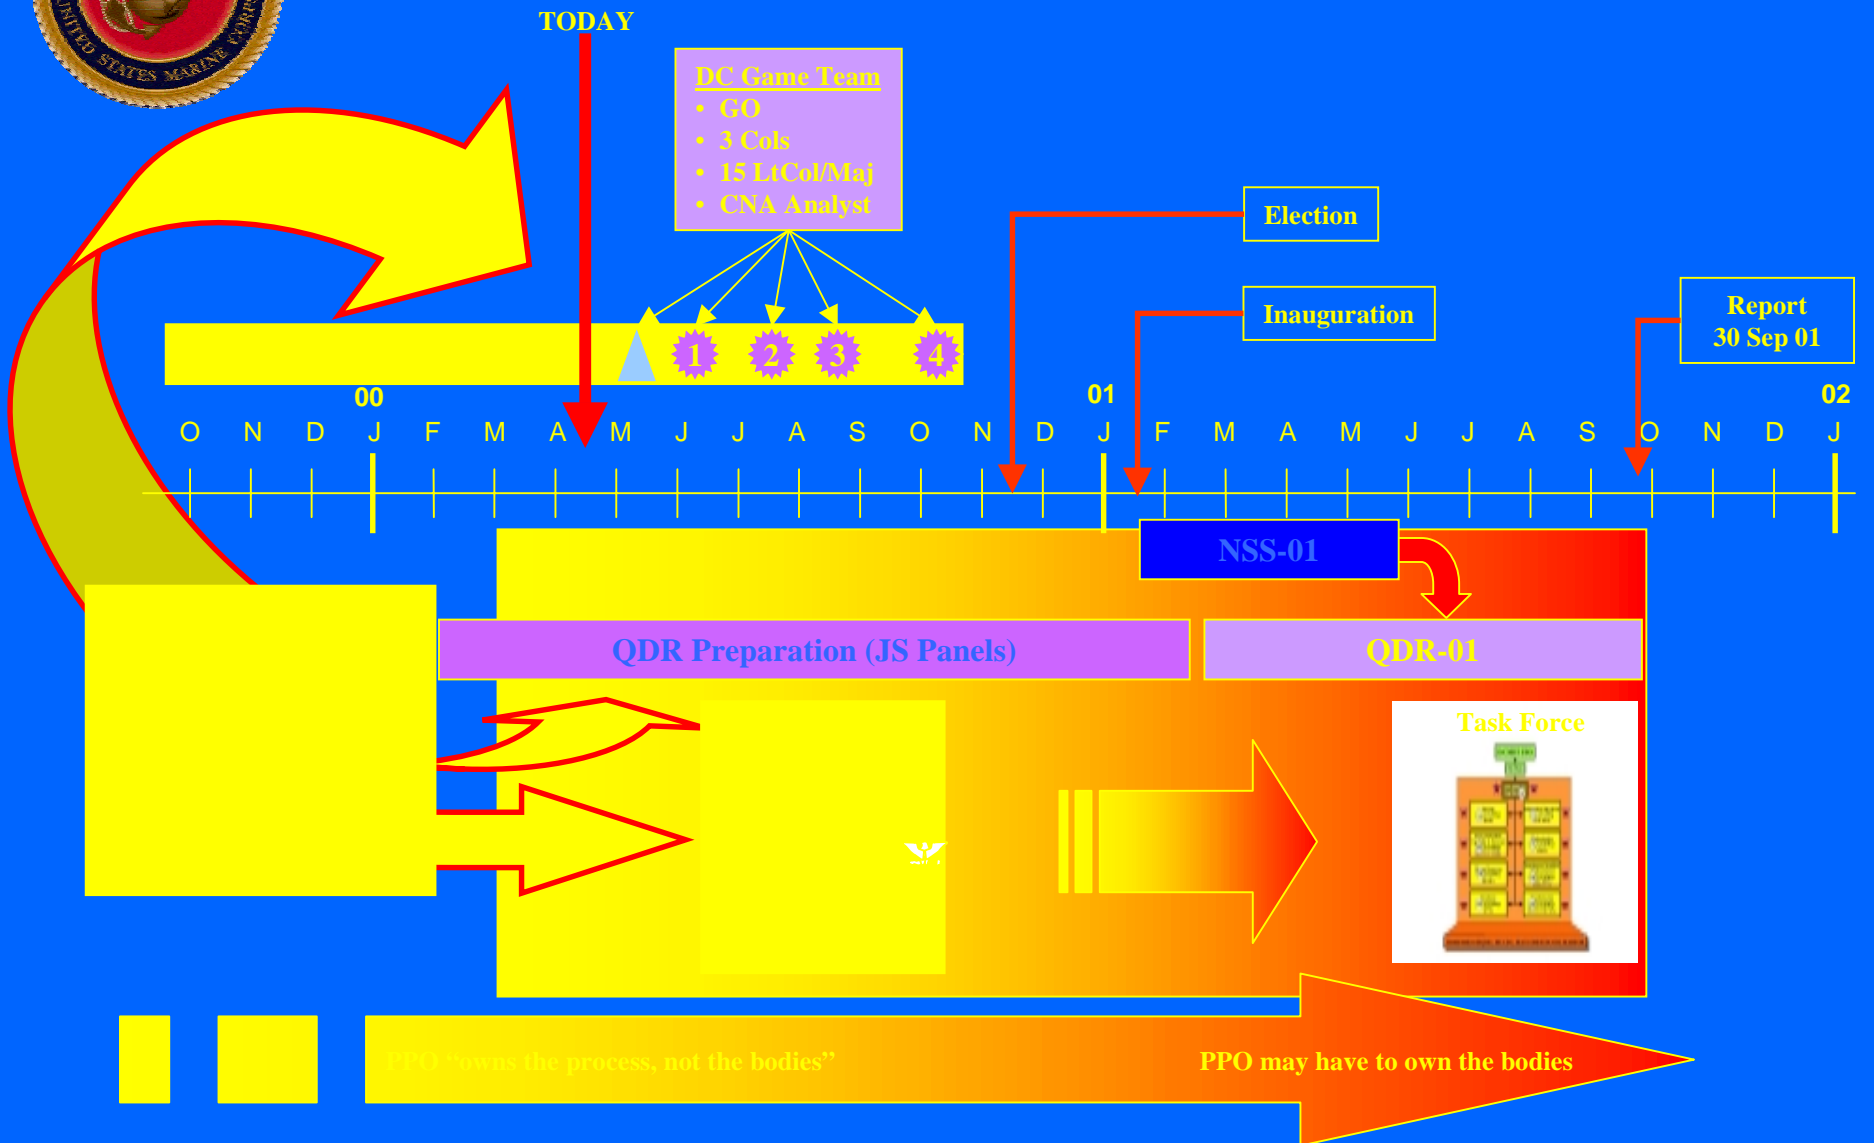 UNITED STATES MARINE CORPS
TODAY
DC Game Team
• GO
• 3 Cols
• 15 LtCol/Maj
• CNA Analyst
Election
Inauguration
Report
30 Sep 01
1 2 3 4
00 01 02
O N D J F M A M J J A S O N D J F M A M J J A S O N D J
NSS-01
QDR Preparation (JS Panels)
QDR-01
Task Force
PPO “owns the process, not the bodies”
PPO may have to own the bodies